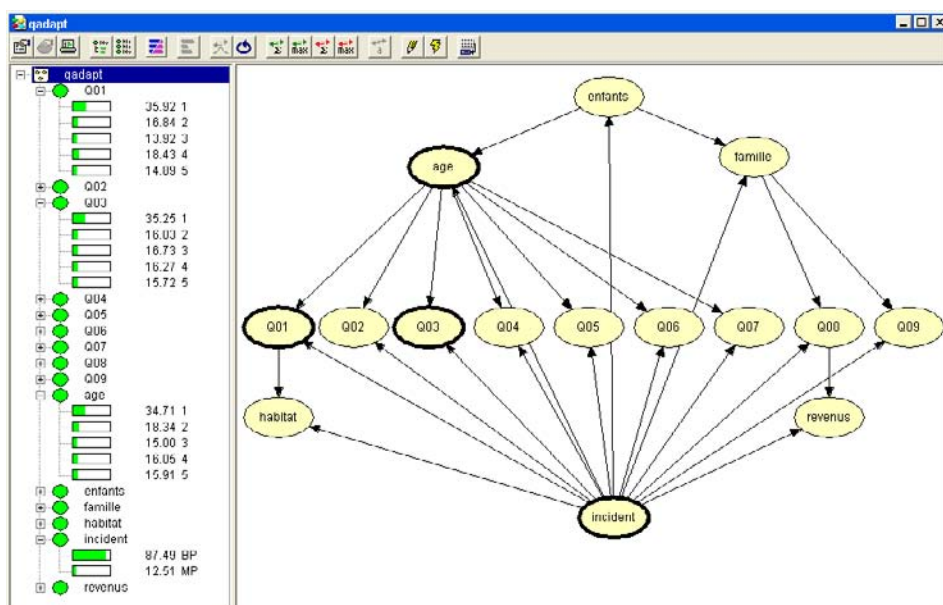 qadapt
Σ max Σ max
qadapt
Q01
35.92 1
16.84 2
13.92 3
18.43 4
14.89 5
Q02
Q03
35.25 1
16.03 2
16.73 3
16.27 4
15.72 5
Q04
Q05
Q06
Q07
Q08
Q09
age
34.71 1
18.34 2
15.00 3
16.05 4
15.91 5
enfants
famille
habitat
incident
87.49 BP
12.51 MP
revenus
enfants
age
famille
Q01 Q02 Q03 Q04 Q05 Q06 Q07 Q08 Q09
habitat
revenus
incident